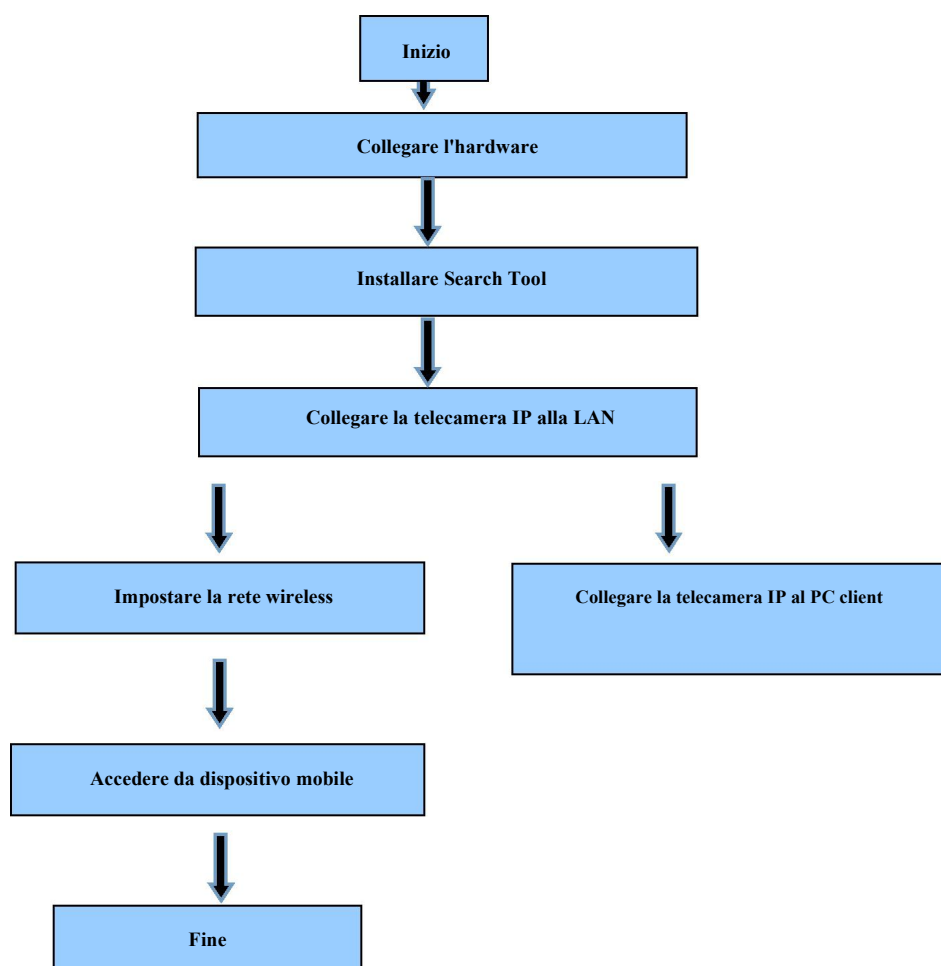 Inizio
Collegare l'hardware
Installare Search Tool
Collegare la telecamera IP alla LAN
Impostare la rete wireless
Collegare la telecamera IP al PC client
Accedere da dispositivo mobile
Fine